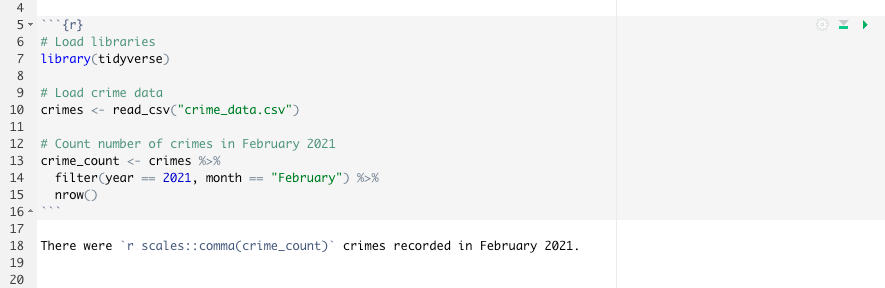 4
5 ```{r}
6 # Load libraries
7 library(tidyverse)
8
9 # Load crime data
10 crimes <- read_csv("crime_data.csv")
11
12 # Count number of crimes in February 2021
13 crime_count <- crimes %>%
14   filter(year == 2021, month == "February") %>%
15   nrow()
16 ```
17
18 There were `r scales::comma(crime_count)` crimes recorded in February 2021.
19
20